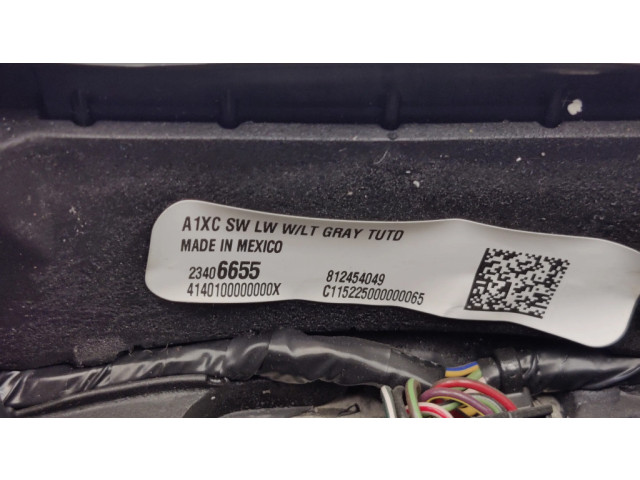 A1XC SW LW W/LT GRAY TUTD
MADE IN MEXICO
23406655 812454049
4140100000000X C115225000000065